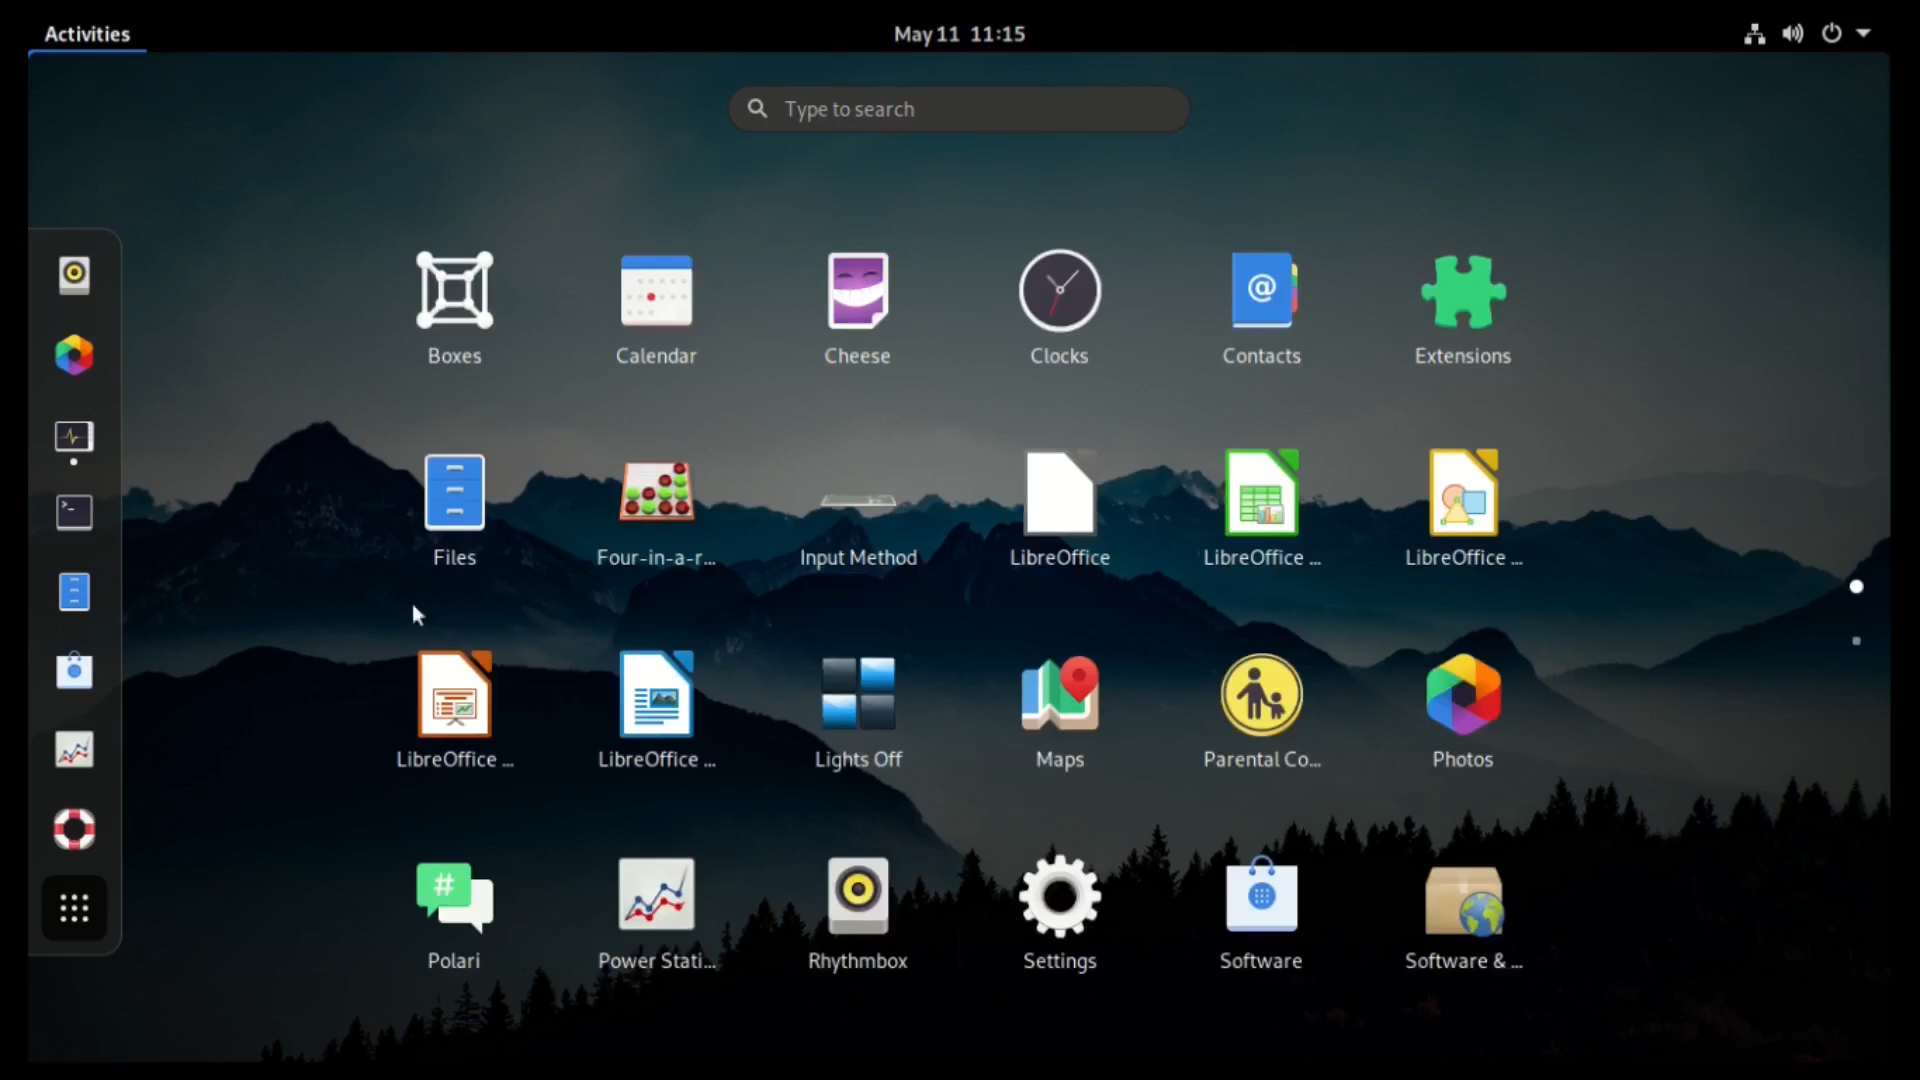 Activities
May 11 11:15
Type to search
Boxes
Calendar
Cheese
Clocks
Contacts
Extensions
Files
Four-in-a-r...
Input Method
LibreOffice
LibreOffice ...
LibreOffice ...
LibreOffice ...
LibreOffice ...
Lights Off
Maps
Parental Co...
Photos
Polari
Power Stati...
Rhythmbox
Settings
Software
Software & ...